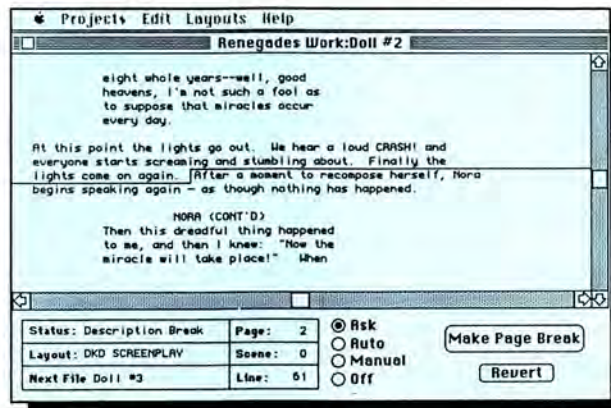 Projects Edit Layouts Help
Renegades Work:Doll #2
eight whole years--well, good
heavens, I'm not such a fool as
to suppose that miracles occur
every day.
At this point the lights go out. We hear a loud CRASH! and
everyone starts screaming and stumbling about. Finally the
lights come on again. After a moment to recompose herself, Nora
begins speaking again - as though nothing has happened.
NORA (CONT'D)
Then this dreadful thing happened
to me, and then I knew: "Now the
miracle will take place!" When
Status: Description Break
Page: 2
Layout: DKD SCREENPLAY
Scene: 0
Next File Doll #3
Line: 61
Ask
Auto
Manual
Off
Make Page Break
Revert